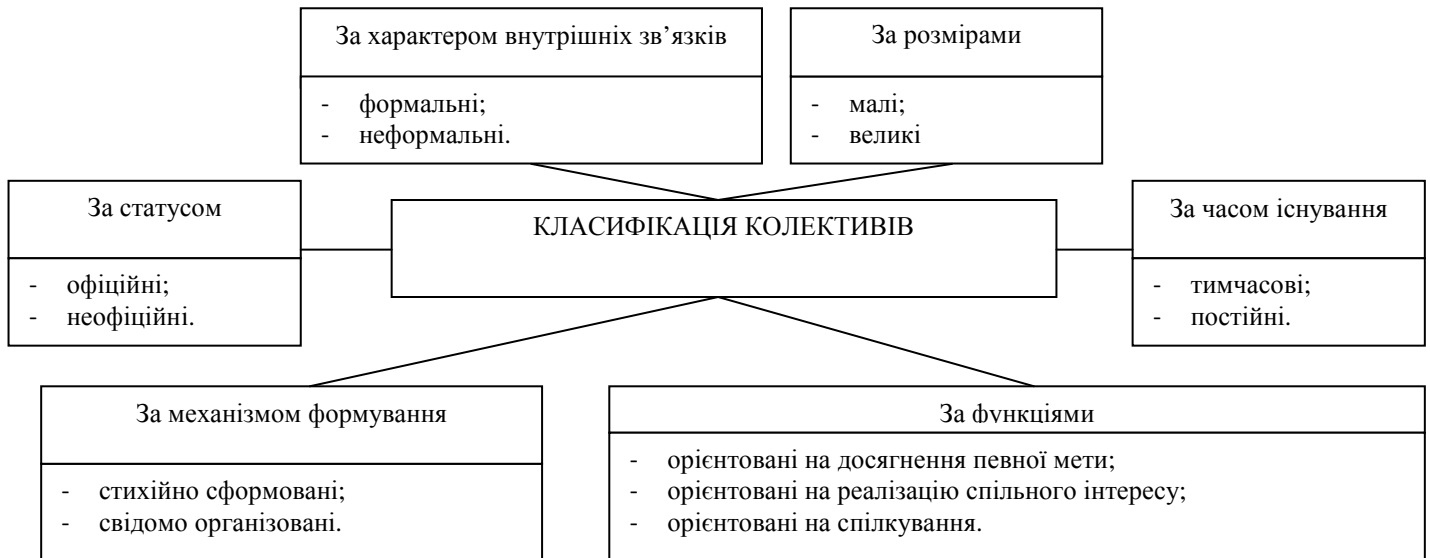 За характером внутрішніх зв’язків
- формальні;
- неформальні.
За розмірами
- малі;
- великі
За статусом
- офіційні;
- неофіційні.
КЛАСИФІКАЦІЯ КОЛЕКТИВІВ
За часом існування
- тимчасові;
- постійні.
За механізмом формування
- стихійно сформовані;
- свідомо організовані.
За функціями
- орієнтовані на досягнення певної мети;
- орієнтовані на реалізацію спільного інтересу;
- орієнтовані на спілкування.